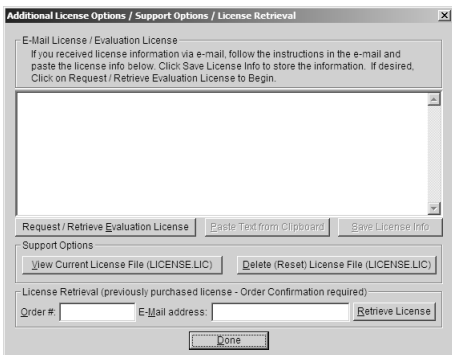 Additional License Options / Support Options / License Retrieval
E-Mail License / Evaluation License
If you received license information via e-mail, follow the instructions in the e-mail and
paste the license info below. Click Save License Info to store the information. If desired,
Click on Request / Retrieve Evaluation License to Begin.
Request / Retrieve Evaluation License Paste Text from Clipboard Save License Info
Support Options
View Current License File (LICENSE.LIC) Delete (Reset) License File (LICENSE.LIC)
License Retrieval (previously purchased license - Order Confirmation required)
Order #: E-Mail address: Retrieve License
Done